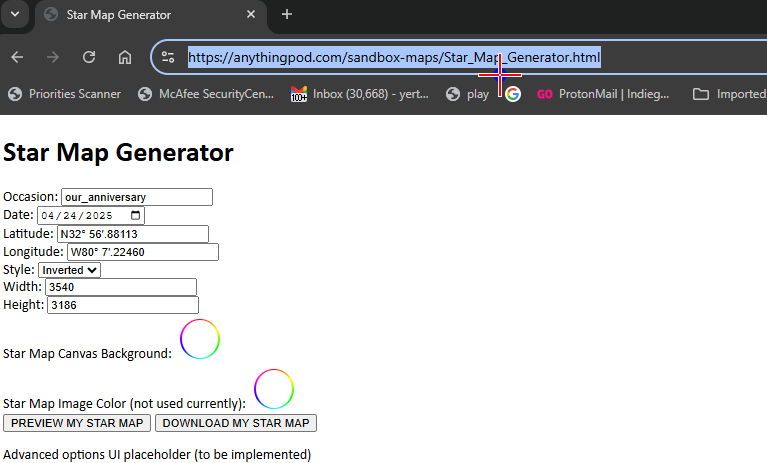 Star Map Generator
https://anythingpod.com/sandbox-maps/Star_Map_Generator.html
Priorities Scanner McAfee SecurityCen... 100+ Inbox (30,668) - yert... play G GO ProtonMail | Indieg... Imported
Star Map Generator
Occasion: our_anniversary
Date: 04/24/2025
Latitude: N32° 56'.88113
Longitude: W80° 7'.22460
Style: Inverted
Width: 3540
Height: 3186
Star Map Canvas Background:
Star Map Image Color (not used currently):
PREVIEW MY STAR MAP DOWNLOAD MY STAR MAP
Advanced options UI placeholder (to be implemented)